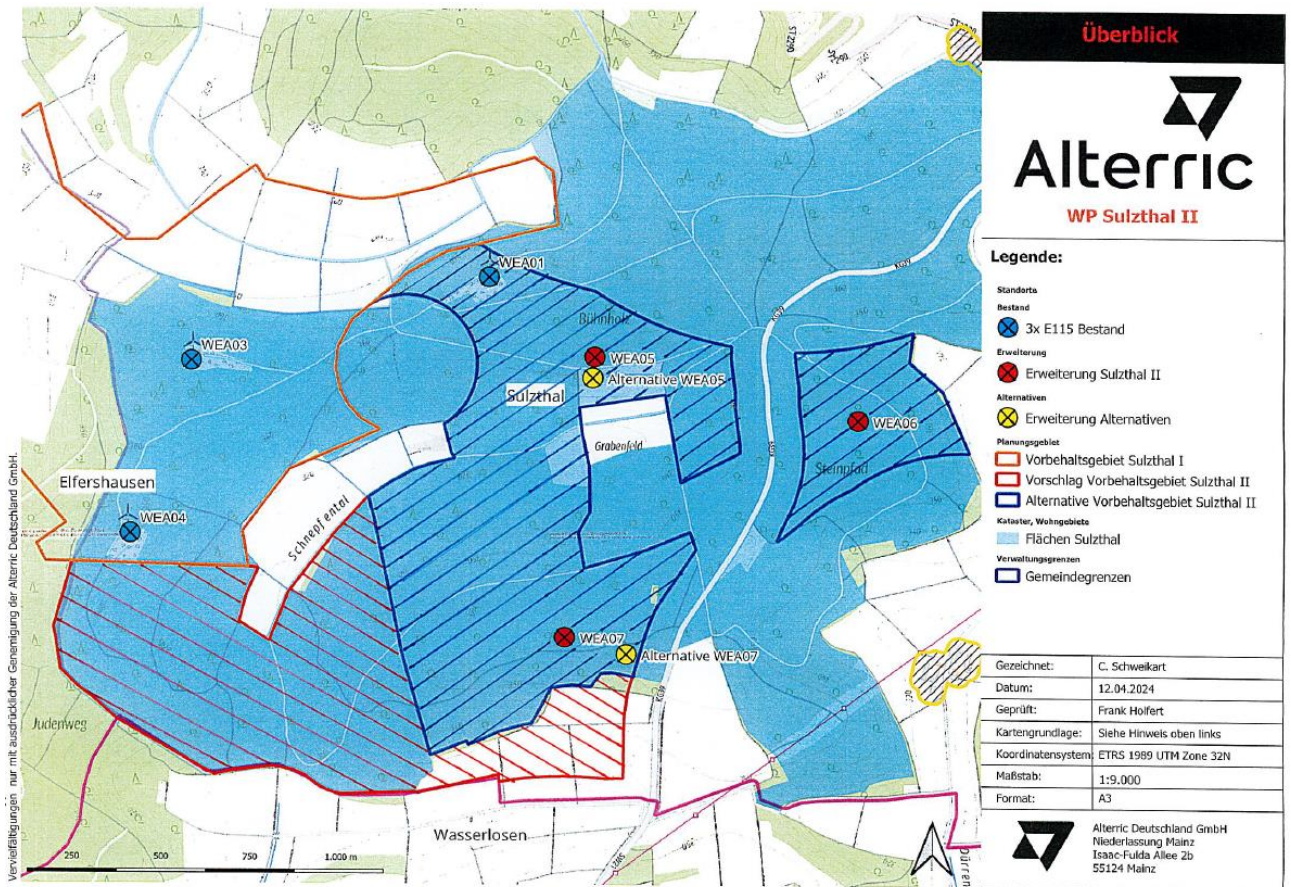 Überblick
Alterric
WP Sulzthal II
Legende:
Standorte
Bestand
3x E115 Bestand
Erweiterung
Erweiterung Sulzthal II
Alternativen
Erweiterung Alternativen
Planungsgebiet
Vorbehaltsgebiet Sulzthal I
Vorschlag Vorbehaltsgebiet Sulzthal II
Alternative Vorbehaltsgebiet Sulzthal II
Kataster, Wohngebiete
Flächen Sulzthal
Verwaltungsgrenzen
Gemeindegrenzen
Gezeichnet: C. Schweikart
Datum: 12.04.2024
Geprüft: Frank Holfert
Kartengrundlage: Siehe Hinweis oben links
Koordinatensystem: ETRS 1989 UTM Zone 32N
Maßstab: 1:9.000
Format: A3
Alterric Deutschland GmbH
Niederlassung Mainz
Isaac-Fulda Allee 2b
55124 Mainz
ST2290
WEA01
KG39
Bühnholz
WEA03
WEA05
Alternative WEA05
Sulzthal
WEA06
Grabenfeld
Steinpfad
Elfershausen
WEA04
Schnepfental
WEA07
Alternative WEA07
KG39
Judenweg
Wasserlosen
250 500 750 1.000 m
Vervielfältigungen nur mit ausdrücklicher Genemigung der Alterric Deutschland GmbH.